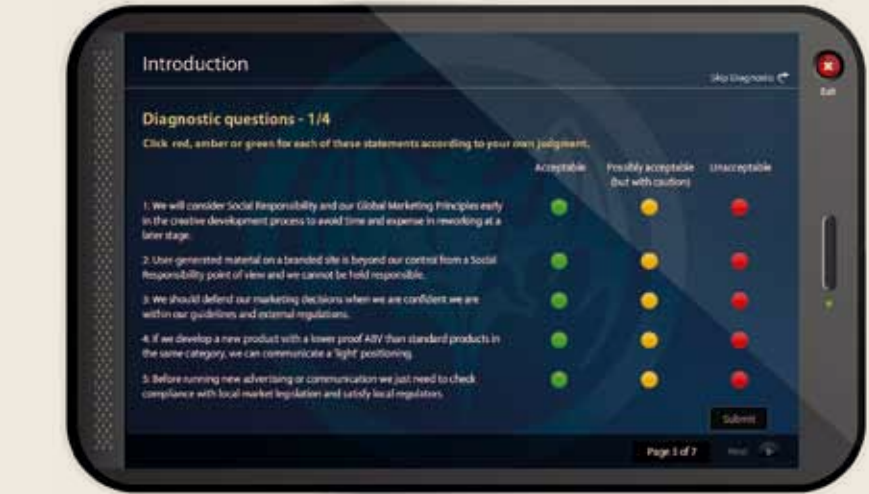 Introduction
Skip Diagnostic
Exit
Diagnostic questions - 1/4
Click red, amber or green for each of these statements according to your own judgment.
Acceptable
Possibly acceptable
(but with caution)
Unacceptable
1: We will consider Social Responsibility and our Global Marketing Principles early
in the creative development process to avoid time and expense in reworking at a
later stage.
2: User generated material on a branded site is beyond our control from a Social
Responsibility point of view and we cannot be held responsible.
3: We should defend our marketing decisions when we are confident we are
within our guidelines and external regulations.
4: If we develop a new product with a lower proof ABV than standard products in
the same category, we can communicate a 'light' positioning.
5: Before running new advertising or communication we just need to check
compliance with local market legislation and satisfy local regulators.
Submit
Page 3 of 7
Next